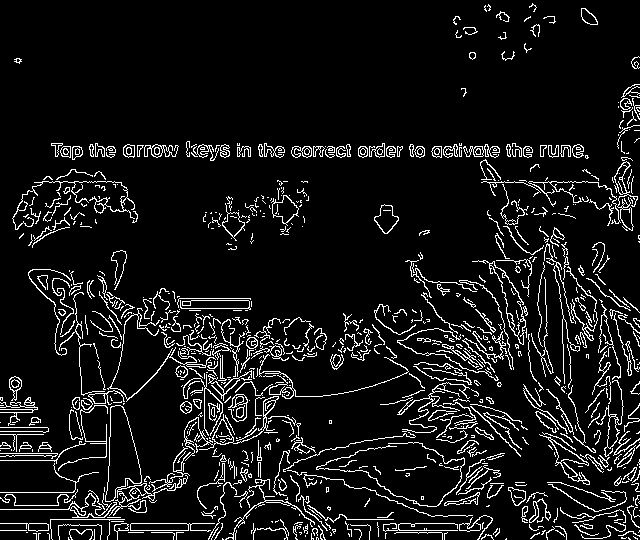 Tap the arrow keys in the correct order to activate the rune.